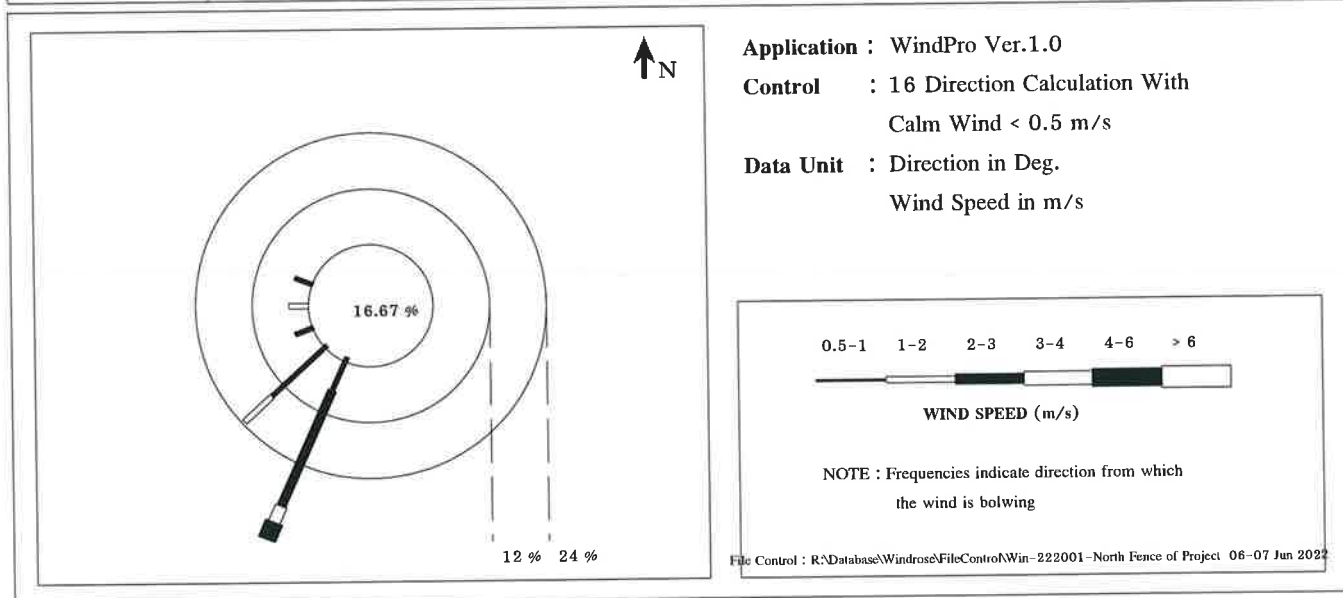 N
16.67 %
12 % 24 %
Application : WindPro Ver.1.0
Control : 16 Direction Calculation With
Calm Wind < 0.5 m/s
Data Unit : Direction in Deg.
Wind Speed in m/s
0.5-1 1-2 2-3 3-4 4-6 > 6
WIND SPEED (m/s)
NOTE : Frequencies indicate direction from which
the wind is bolwing
File Control : R:\Database\Windrose\FileControl\Win-222001-North Fence of Project 06-07 Jun 2022